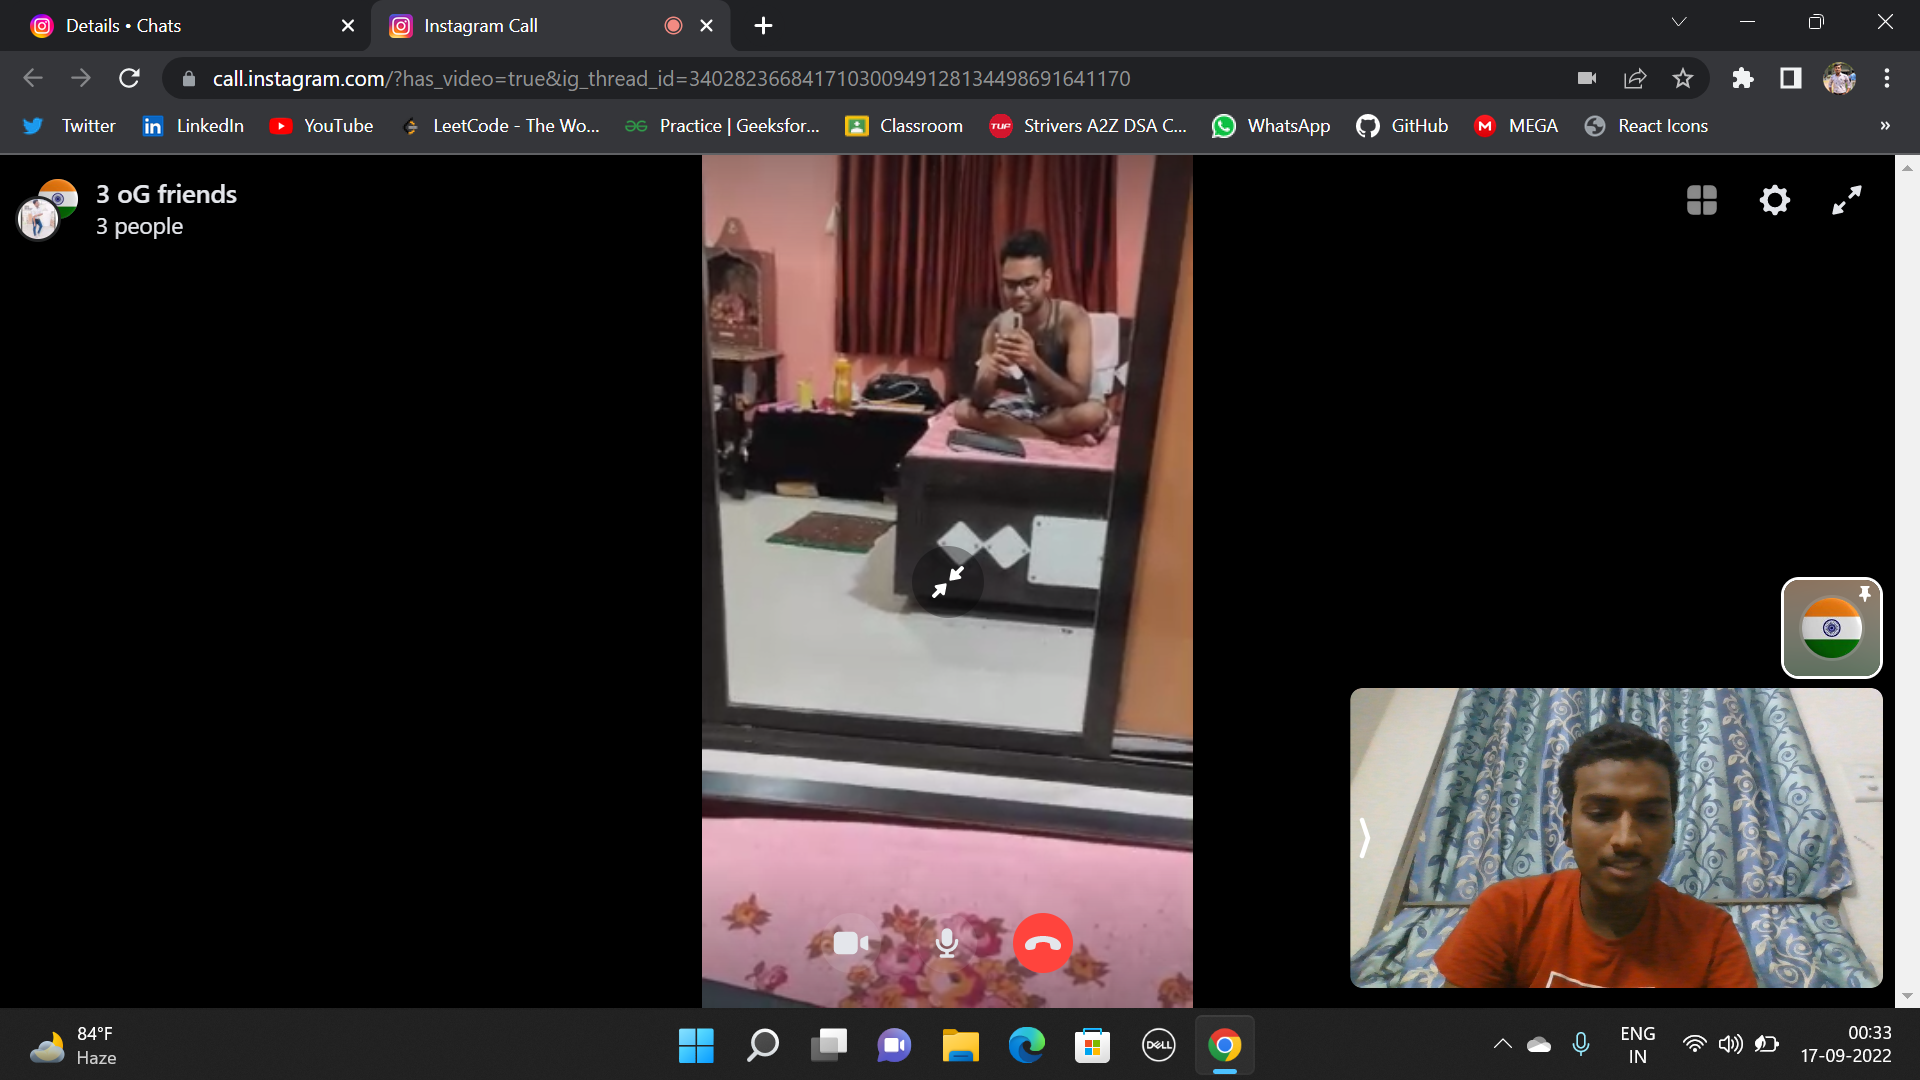 Details • Chats
Instagram Call
call.instagram.com/?has_video=true&ig_thread_id=340282366841710300949128134498691641170
Twitter
LinkedIn
YouTube
LeetCode - The Wo...
Practice | Geeksfor...
TUF
Strivers A2Z DSA C...
Classroom
WhatsApp
GitHub
MEGA
React Icons
»
3 oG friends
3 people
84°F
Haze
DELL
ENG
IN
00:33
17-09-2022